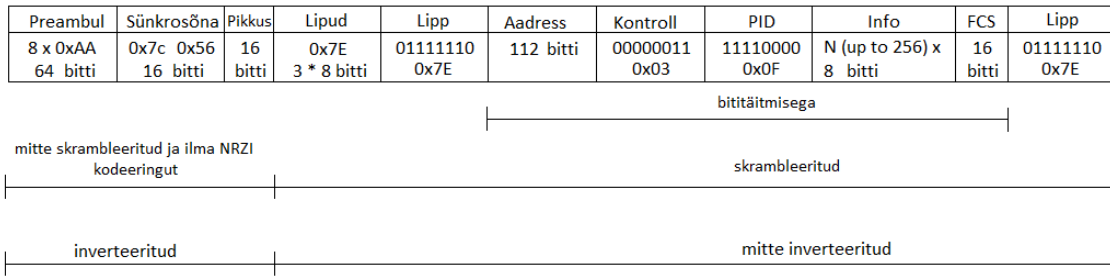 Preambul Sünkrosõna Pikkus Lipud Lipp Aadress Kontroll PID Info FCS Lipp
8 x 0xAA 0x7c 0x56 16 0x7E 01111110 112 bitti 00000011 11110000 N (up to 256) x 16 01111110
64 bitti 16 bitti bitti 3 * 8 bitti 0x7E 0x03 0x0F 8 bitti bitti 0x7E
bititäitmisega
mitte skrambleeritud ja ilma NRZI
kodeeringut
skrambleeritud
inverteeritud mitte inverteeritud